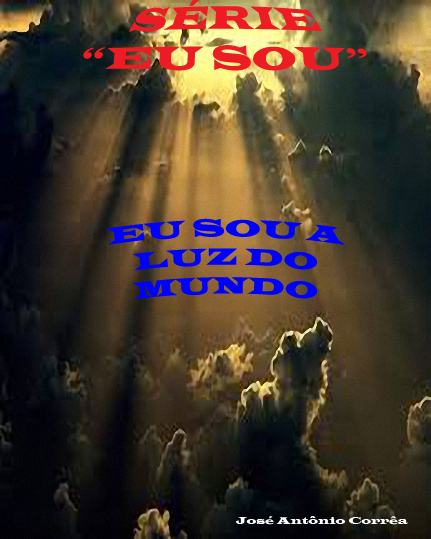 SÉRIE
“EU SOU”
EU SOU A
LUZ DO
MUNDO
José Antônio Corrêa